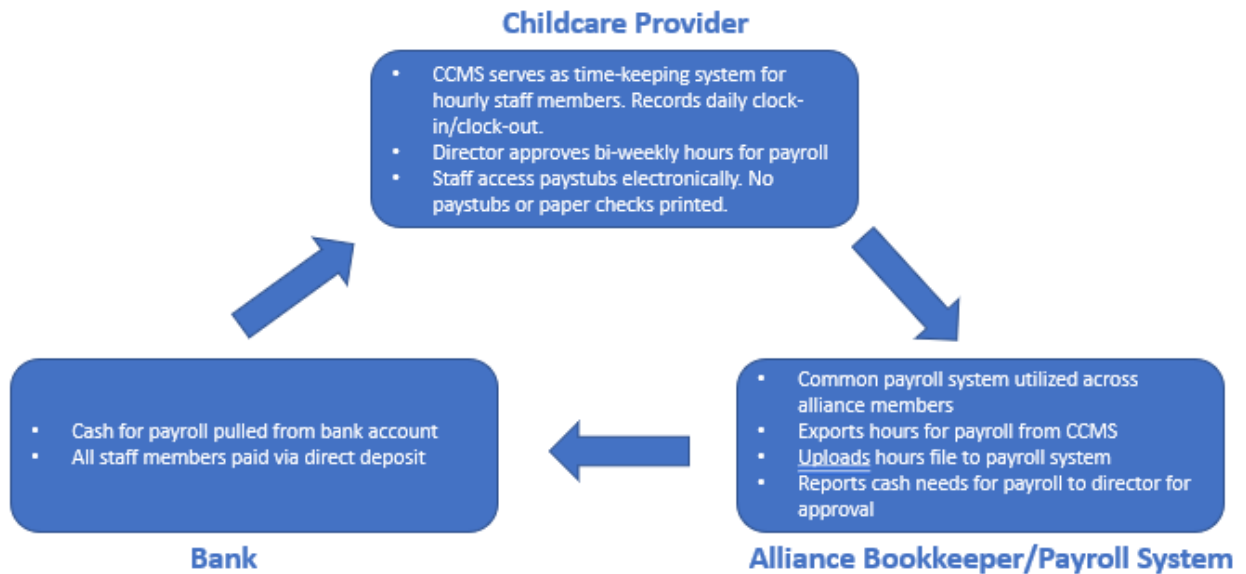 Childcare Provider
• CCMS serves as time-keeping system for
hourly staff members. Records daily clock-
in/clock-out.
• Director approves bi-weekly hours for payroll
• Staff access paystubs electronically. No
paystubs or paper checks printed.
▪ Cash for payroll pulled from bank account
▪ All staff members paid via direct deposit
Bank
▪ Common payroll system utilized across
alliance members
▪ Exports hours for payroll from CCMS
▪ Uploads hours file to payroll system
▪ Reports cash needs for payroll to director for
approval
Alliance Bookkeeper/Payroll System